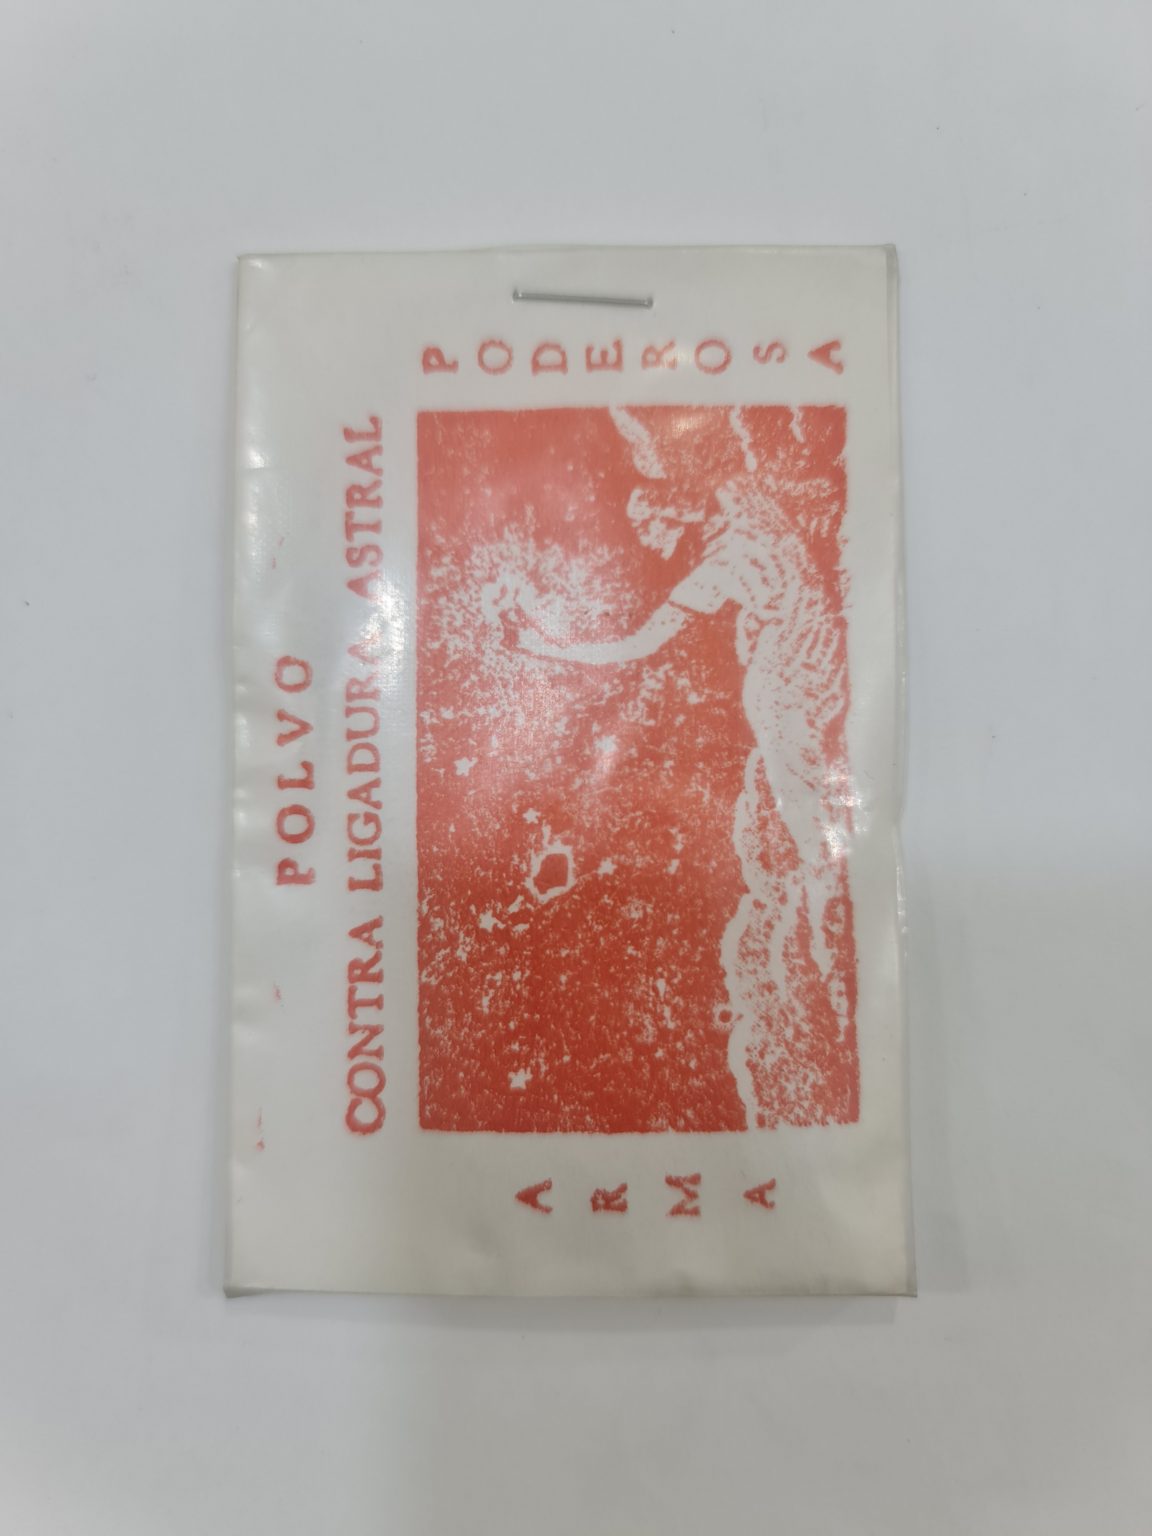 POLVO
CONTRA LIGADURA ASTRAL
ARMA
PODEROSA